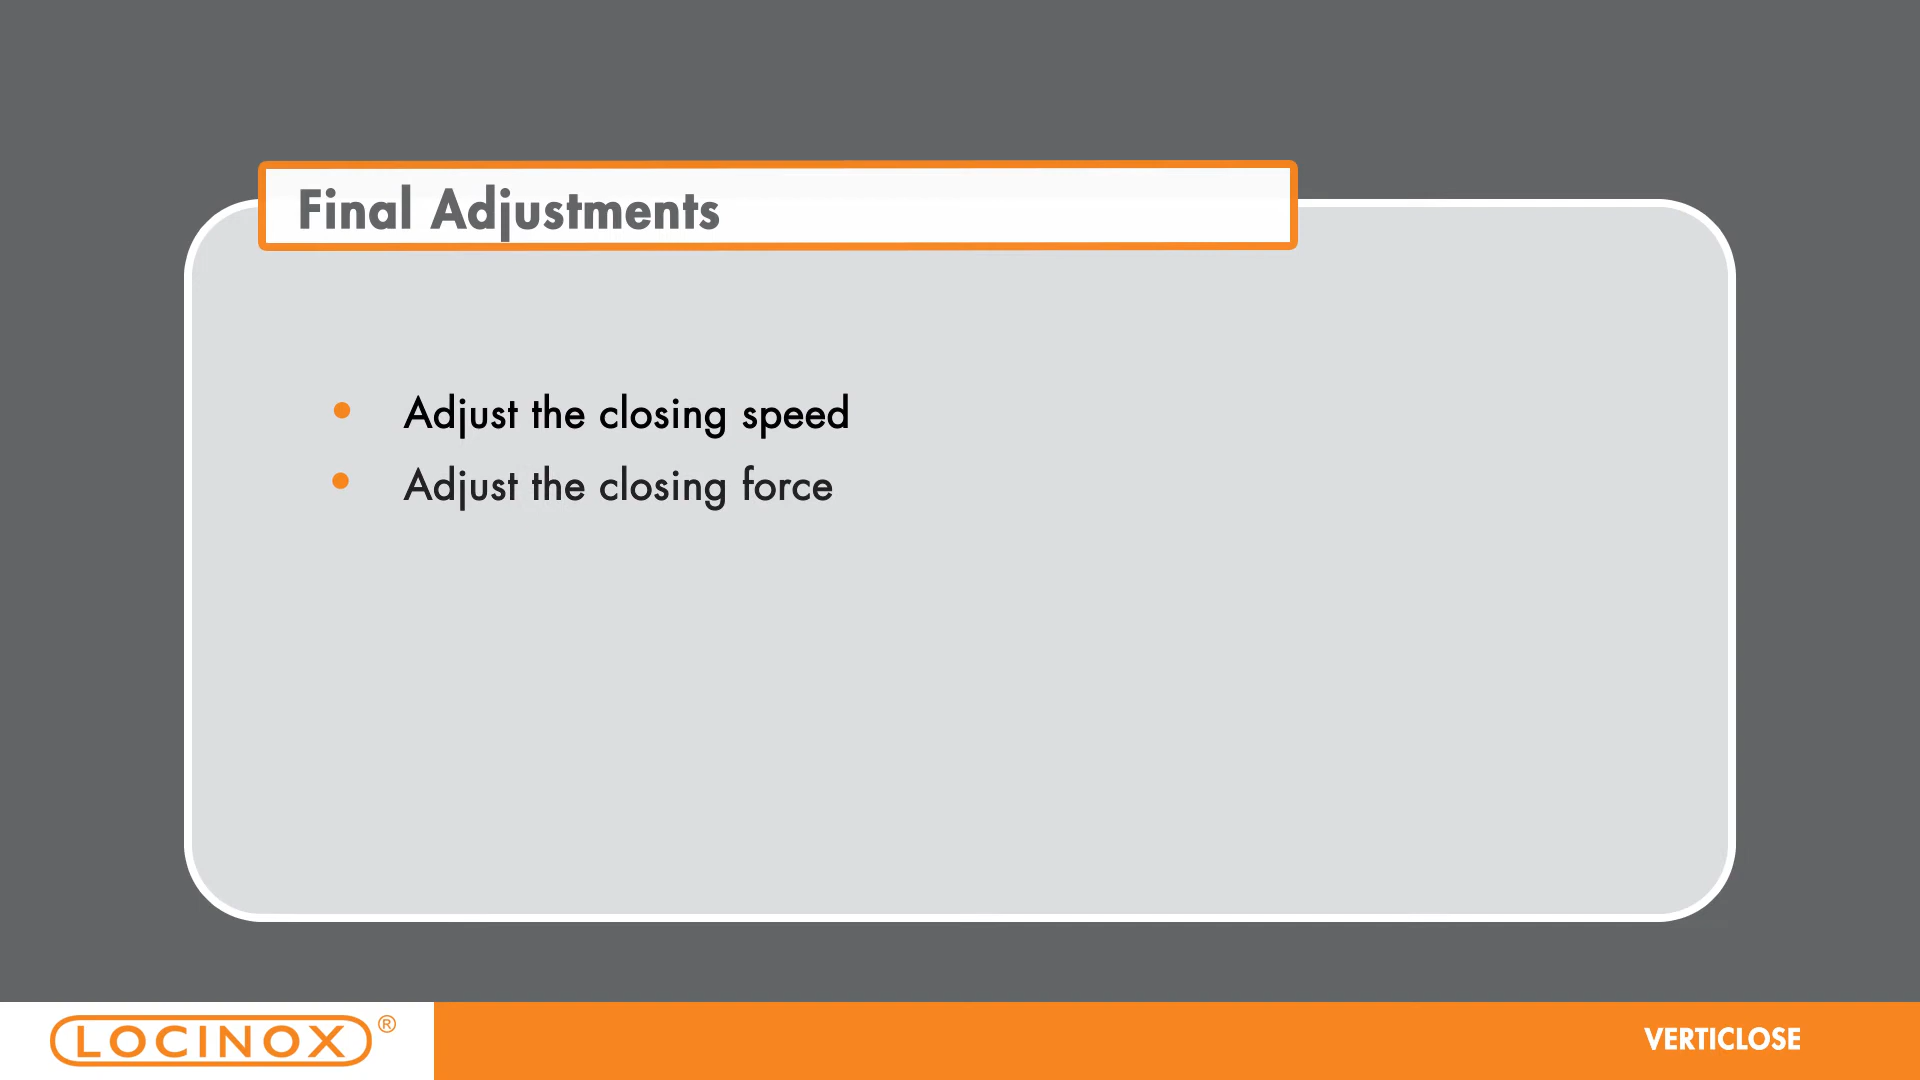 Final Adjustments
• Adjust the closing speed
• Adjust the closing force
LOCINOX®
VERTICLOSE